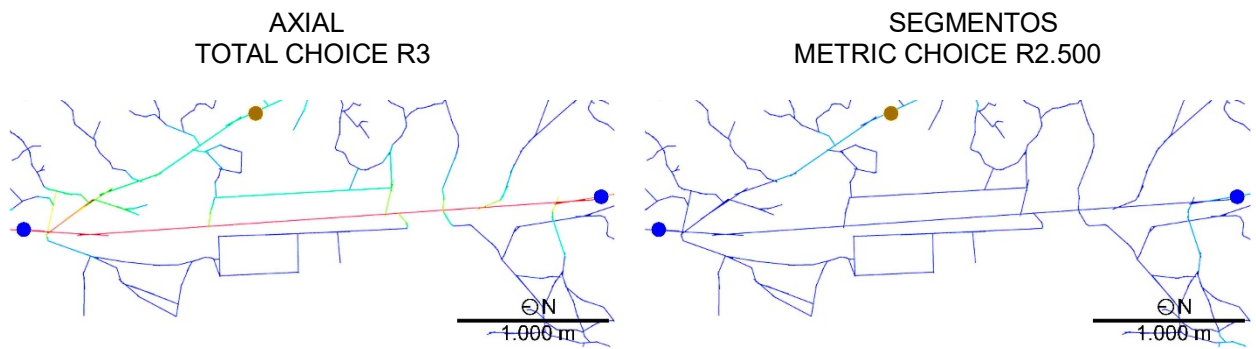 AXIAL
TOTAL CHOICE R3
SEGMENTOS
METRIC CHOICE R2.500
N
1.000 m
N
1.000 m